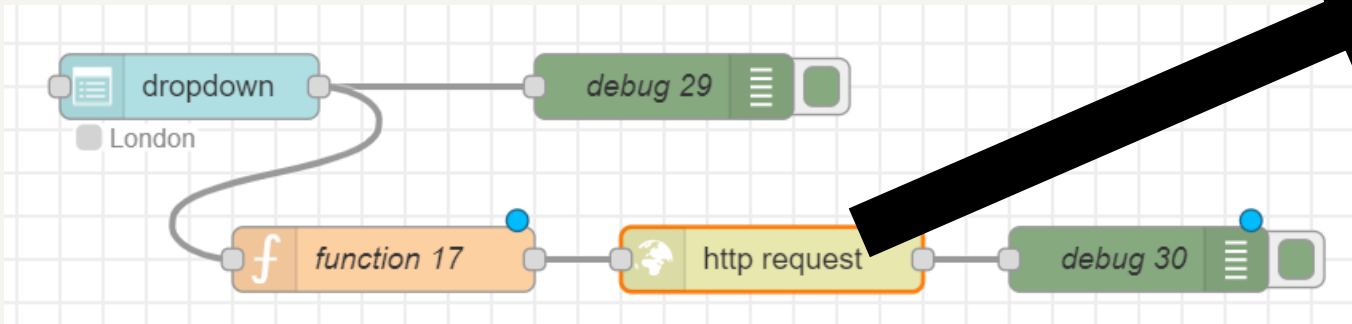 dropdown
debug 29
London
function 17
http request
debug 30